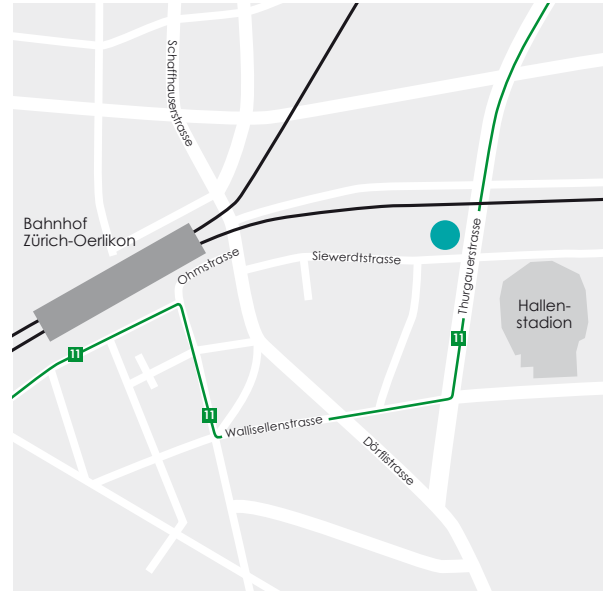 Schaffhauserstrasse
Bahnhof
Zürich-Oerlikon
Ohmstrasse
Siewerdtstrasse
Thurgauerstrasse
Hallen-
stadion
11
11
11
Wallisellenstrasse
Dörflistrasse